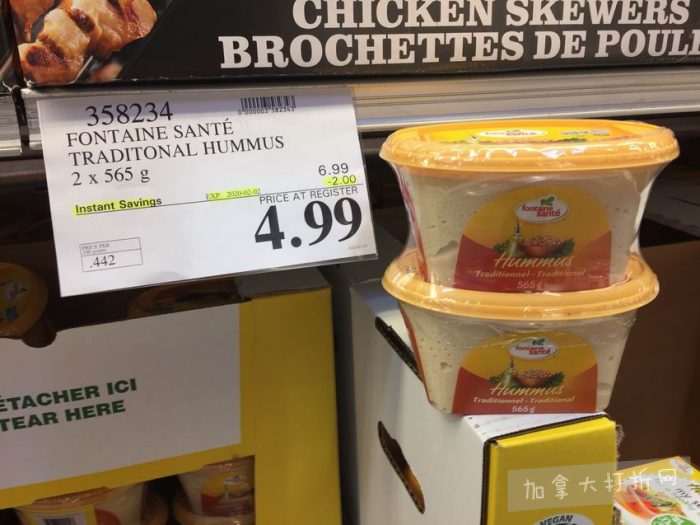 CHICKEN SKEWERS
BROCHETTES DE POUL
358234
FONTAINE SANTÉ
TRADITONAL HUMMUS
2 x 565 g
6.99
-2.00
Instant Savings
EXP 2020-02-02
PRICE AT REGISTER
4.99
.442
fontaine
santé
Hummus
Traditionnel - Traditional
565 g
fontaine
santé
Hummus
Traditionnel - Traditional
565 g
ÉTACHER ICI
TEAR HERE
VEGAN
加拿大打折网